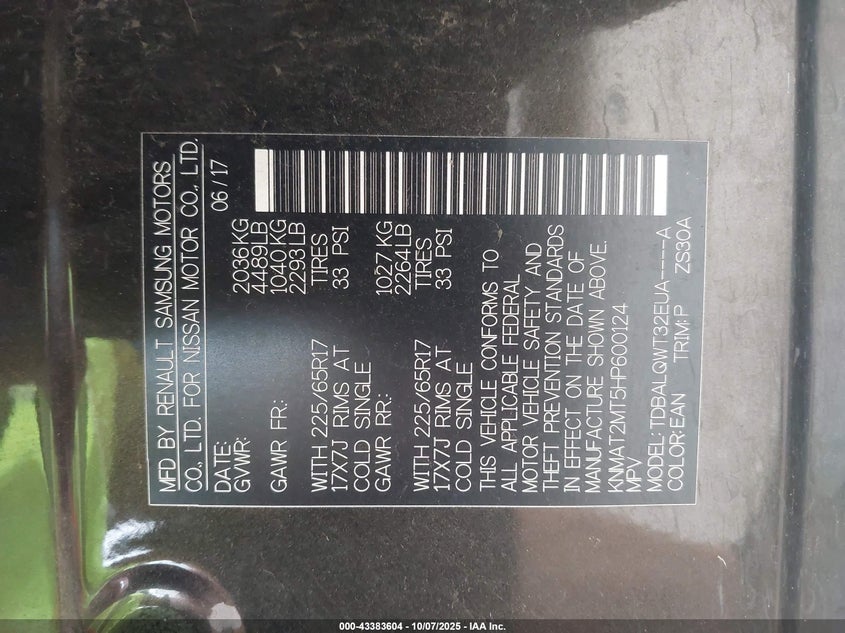 MFD BY RENAULT SAMSUNG MOTORS
CO., LTD. FOR NISSAN MOTOR CO., LTD.
DATE: 06/17
GVWR: 2036KG
4489LB
GAWR FR: 1040KG
2293LB
WITH 225/65R17 TIRES
17X7J RIMS AT 33 PSI
COLD SINGLE
GAWR RR: 1027KG
2264LB
WITH 225/65R17 TIRES
17X7J RIMS AT 33 PSI
COLD SINGLE
THIS VEHICLE CONFORMS TO
ALL APPLICABLE FEDERAL
MOTOR VEHICLE SAFETY AND
THEFT PREVENTION STANDARDS
IN EFFECT ON THE DATE OF
MANUFACTURE SHOWN ABOVE.
KNMAT2MT5HP600124
MPV
MODEL:TDBALQWT32EUA-----A
COLOR:EAN TRIM:P ZS30A
000-43383604 - 10/07/2025 - IAA Inc.